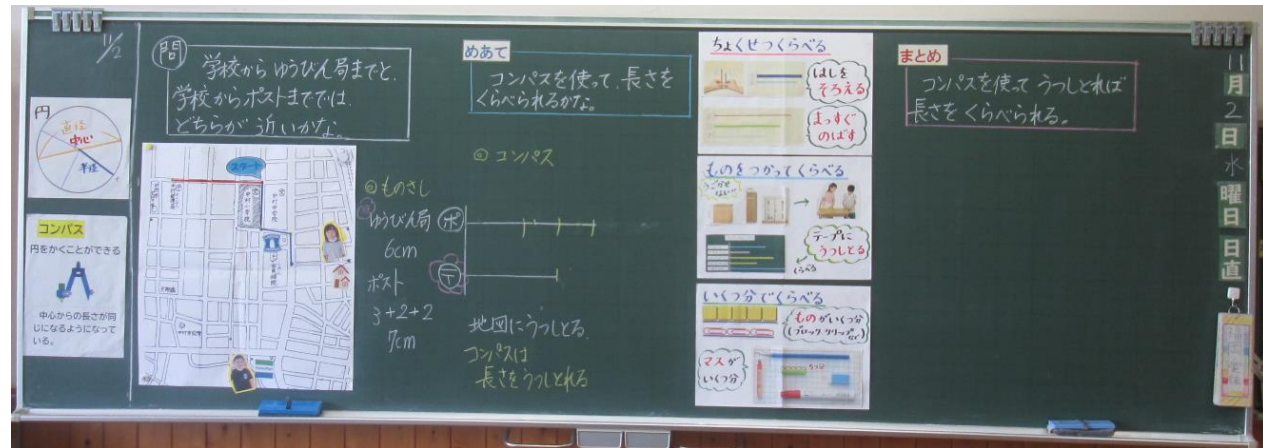 11/2
円
直径
中心
半径
コンパス
円をかくことができる
中心からの長さが同
じになるようになって
いる。
問
学校からゆうびん局までと、
学校からポストまででは、
どちらが近いかな。
スタート
ものさし
ゆうびん局
6cm
ポスト
3+2+2
7cm
めあて
コンパスを使って、長さを
くらべられるかな。
コンパス
ポ
〒
地図にうつしとる。
コンパスは
長さをうつしとれる
ちょくせつくらべる
はしを
そろえる
まっすぐ
のばす
ものをつかってくらべる
テープに
うつしとる
くらべる
いくつ分でくらべる
ものがいくつ分
(ブロック、クリップなど)
マスが
いくつ分
まとめ
コンパスを使ってうつしとれば
長さをくらべられる。
11
月
2
日
水
曜日
日直